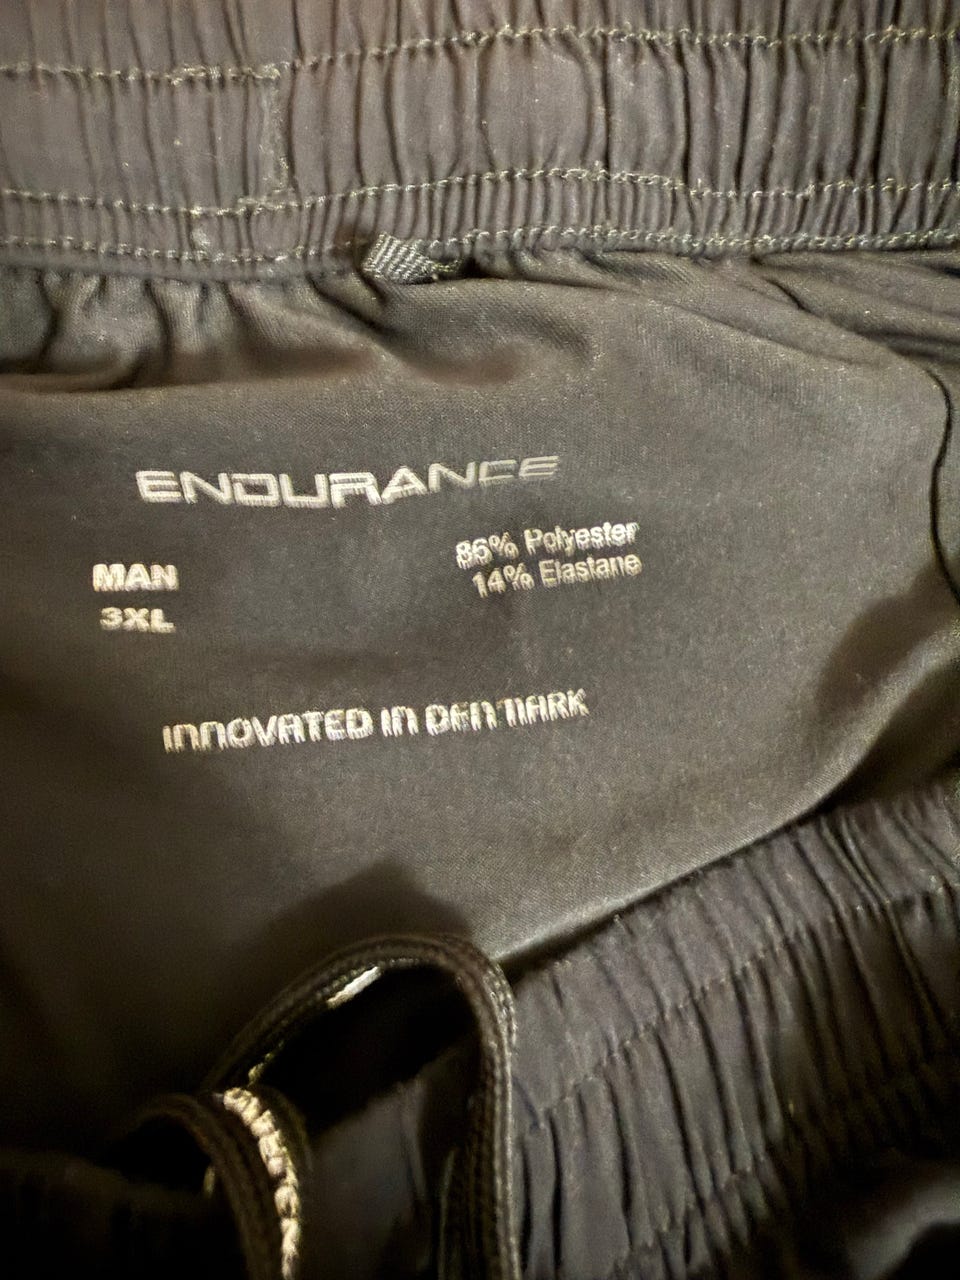 ENDURANCE
MAN
3XL
86% Polyester
14% Elastane
INNOVATED IN DENMARK